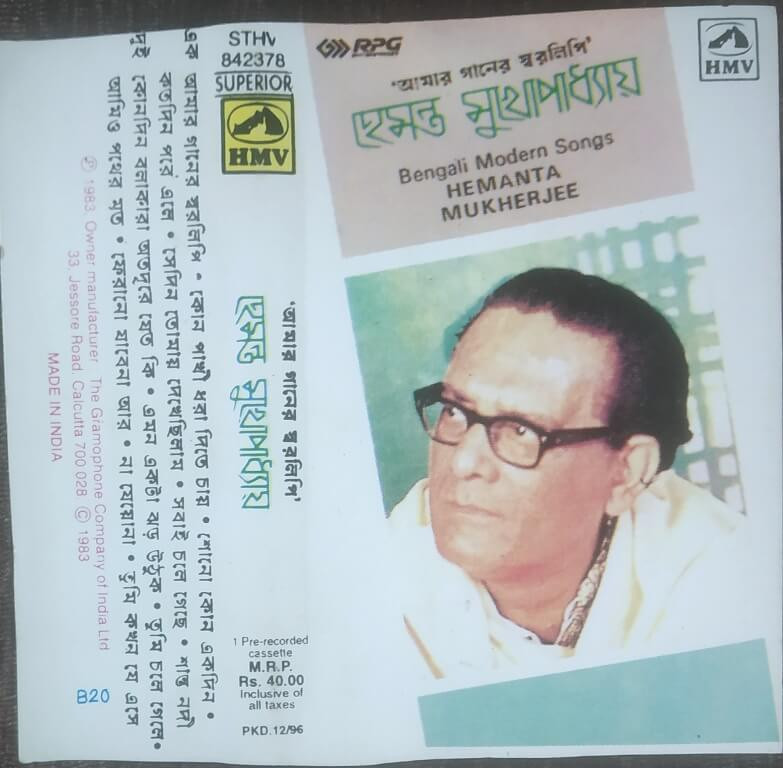 RPG
HMV
'আমার গানের স্বরলিপি'
হেমন্ত মুখোপাধ্যায়
Bengali Modern Songs
HEMANTA
MUKHERJEE
STHV
842378
SUPERIOR
HMV
'আমার গানের স্বরলিপি'
হেমন্ত মুখোপাধ্যায়
1 Pre-recorded
cassette
M.R.P.
Rs. 40.00
Inclusive of
all taxes
PKD.12/96
এক আমার গানের স্বরলিপি • কোন পাখী ধরা দিতে চায় • শোনো কোন একদিন •
কতদিন পরে এলে • সেদিন তোমায় দেখেছিলাম • সবাই চলে গেছে • শান্ত নদী
দুই কোনদিন বলাকারা অতদূরে যেত কি • এমন একটা ঝড় উঠুক • তুমি চলে গেলে •
আমিও পথের মত • ফেরানো যাবেনা আর • না যেয়োনা • তুমি কখন যে এসে
Ⓟ 1983. Owner manufacturer The Gramophone Company of India Ltd
33, Jessore Road, Calcutta 700 028 © 1983
MADE IN INDIA
B20